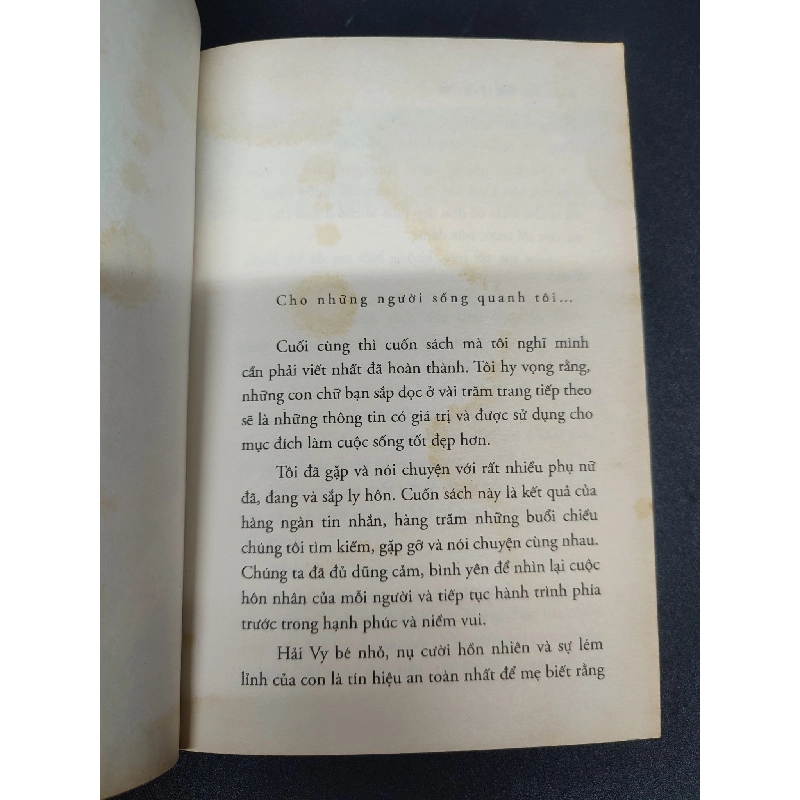 Cho những người sống quanh tôi...
Cuối cùng thì cuốn sách mà tôi nghĩ mình
cần phải viết nhất đã hoàn thành. Tôi hy vọng rằng,
những con chữ bạn sắp đọc ở vài trăm trang tiếp theo
sẽ là những thông tin có giá trị và được sử dụng cho
mục đích làm cuộc sống tốt đẹp hơn.
Tôi đã gặp và nói chuyện với rất nhiều phụ nữ
đã, đang và sắp ly hôn. Cuốn sách này là kết quả của
hàng ngàn tin nhắn, hàng trăm những buổi chiều
chúng tôi tìm kiếm, gặp gỡ và nói chuyện cùng nhau.
Chúng ta đã đủ dũng cảm, bình yên để nhìn lại cuộc
hôn nhân của mỗi người và tiếp tục hành trình phía
trước trong hạnh phúc và niềm vui.
Hải Vy bé nhỏ, nụ cười hồn nhiên và sự lém
lỉnh của con là tín hiệu an toàn nhất để mẹ biết rằng